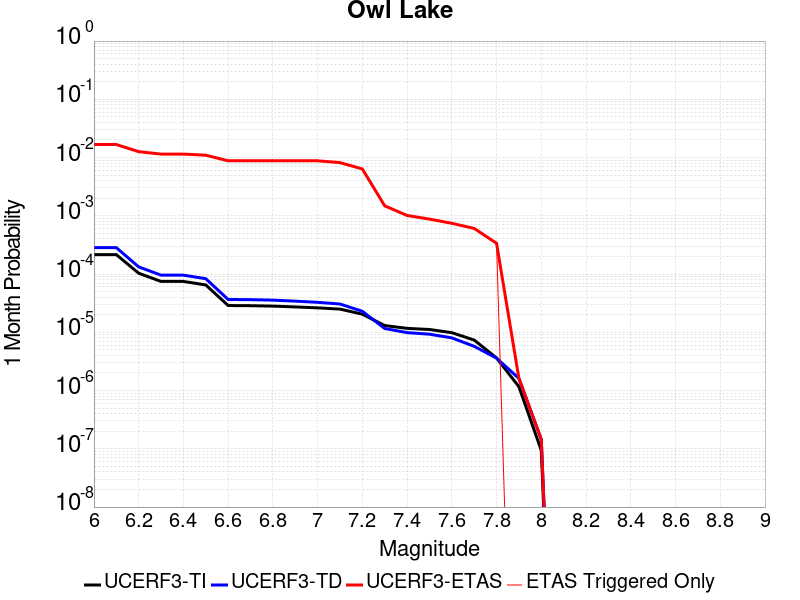 Owl Lake
10^0
10^-1
10^-2
10^-3
10^-4
10^-5
10^-6
10^-7
10^-8
1 Month Probability
6 6.2 6.4 6.6 6.8 7 7.2 7.4 7.6 7.8 8 8.2 8.4 8.6 8.8 9
Magnitude
UCERF3-TI UCERF3-TD UCERF3-ETAS ETAS Triggered Only